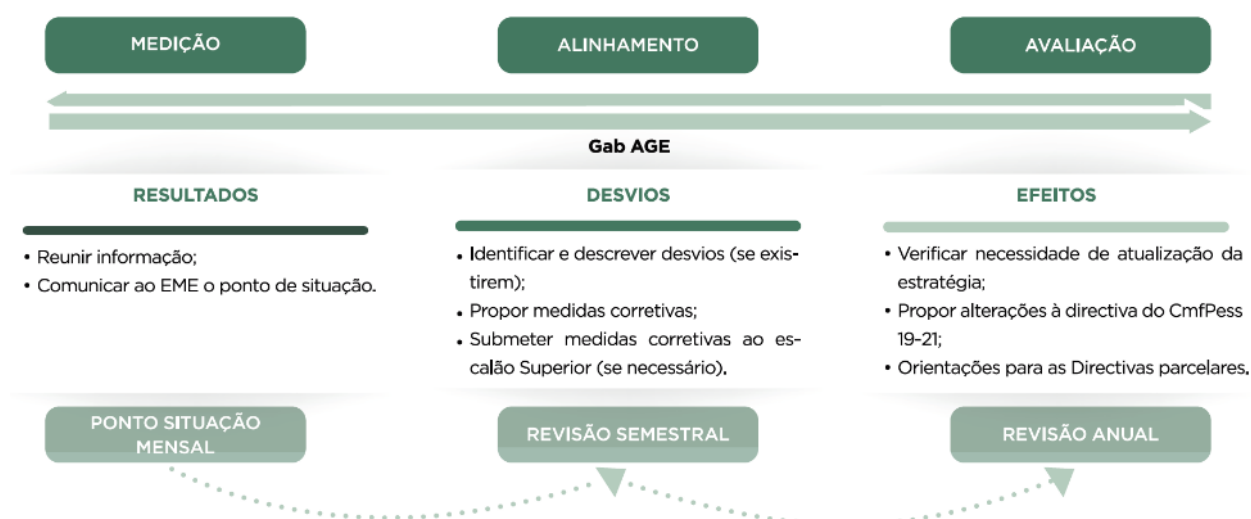 MEDIÇÃO
ALINHAMENTO
AVALIAÇÃO
Gab AGE
RESULTADOS
• Reunir informação;
• Comunicar ao EME o ponto de situação.
DESVIOS
• Identificar e descrever desvios (se exis-
tirem);
• Propor medidas corretivas;
• Submeter medidas corretivas ao es-
calão Superior (se necessário).
EFEITOS
• Verificar necessidade de atualização da
estratégia;
• Propor alterações à directiva do CmfPess
19-21;
• Orientações para as Directivas parcelares.
PONTO SITUAÇÃO
MENSAL
REVISÃO SEMESTRAL
REVISÃO ANUAL